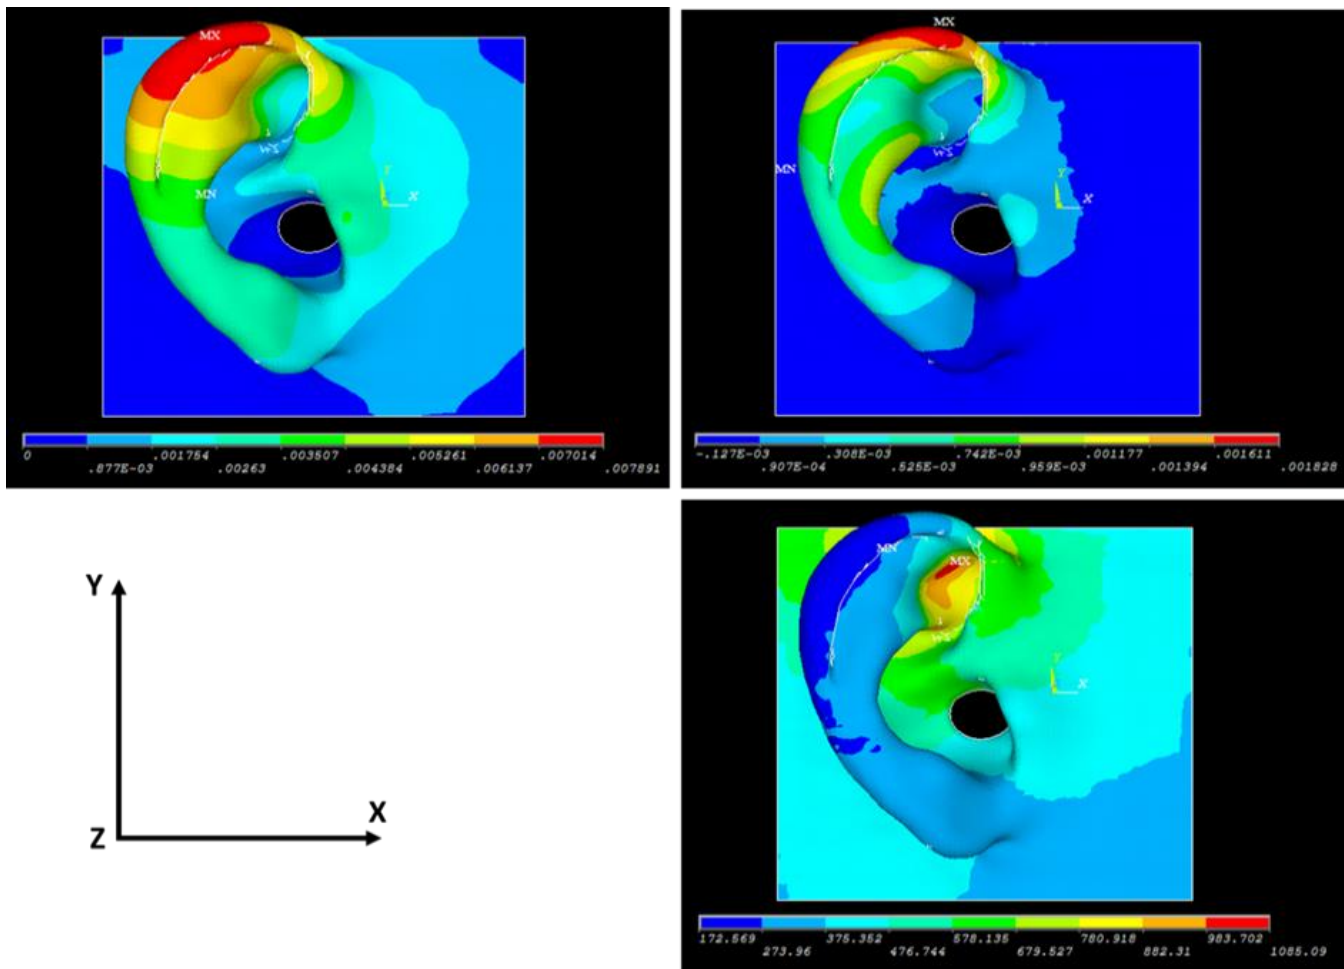 MX
MX
MN
MN
Y
X
Y
X
0 .001754 .003507 .005261 .007014
.877E-03 .00263 .004384 .006137 .007891
-.127E-03 .308E-03 .742E-03 .001177 .001611
.907E-04 .525E-03 .959E-03 .001394 .001828
MN
MX
Y
X
Y
Z
X
172.569 375.352 578.135 780.918 983.702
273.96 476.744 679.527 882.31 1085.09